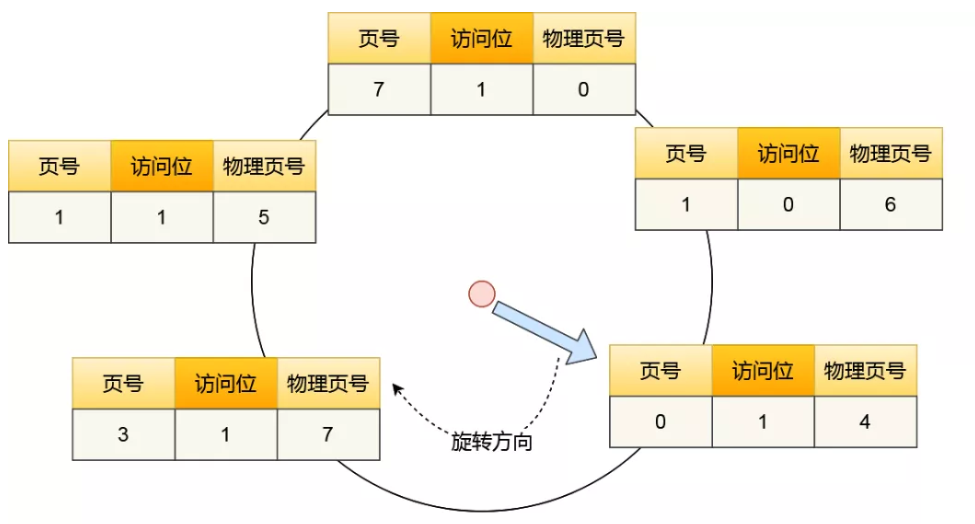 页号 访问位 物理页号
7 1 0
页号 访问位 物理页号
1 0 6
页号 访问位 物理页号
1 1 5
页号 访问位 物理页号
0 1 4
页号 访问位 物理页号
3 1 7
旋转方向